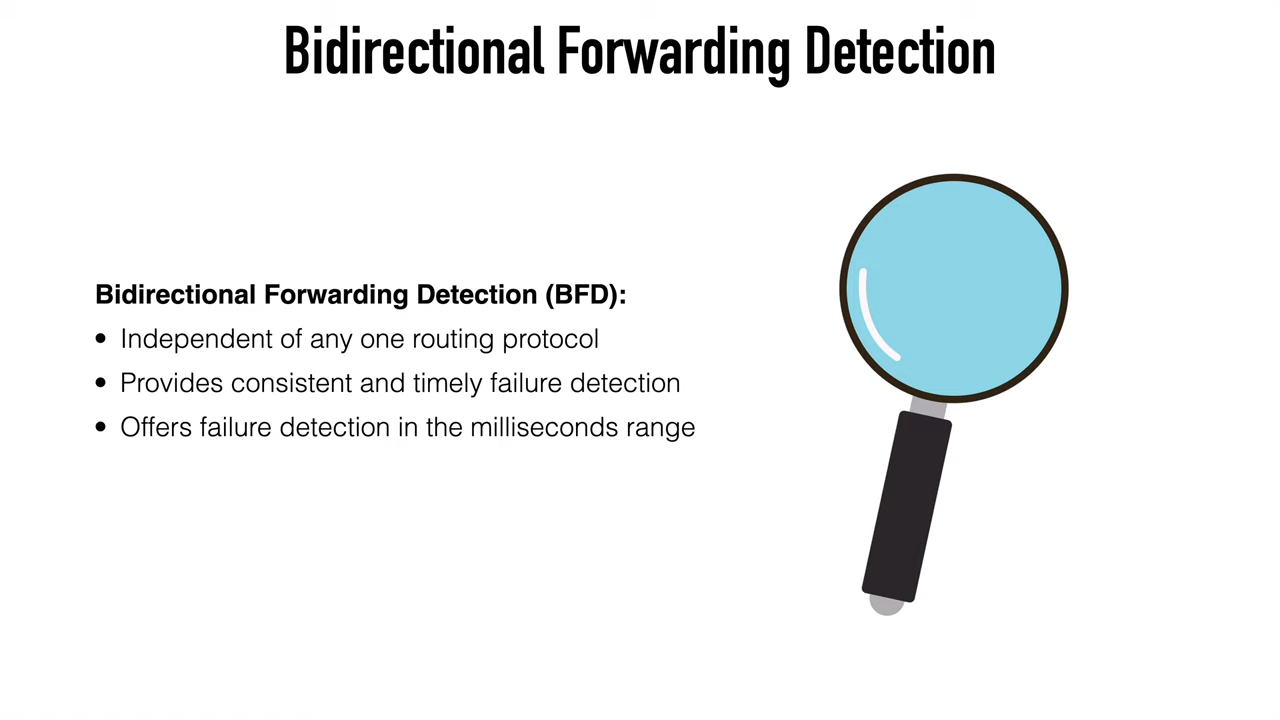 Bidirectional Forwarding Detection
Bidirectional Forwarding Detection (BFD):
• Independent of any one routing protocol
• Provides consistent and timely failure detection
• Offers failure detection in the milliseconds range